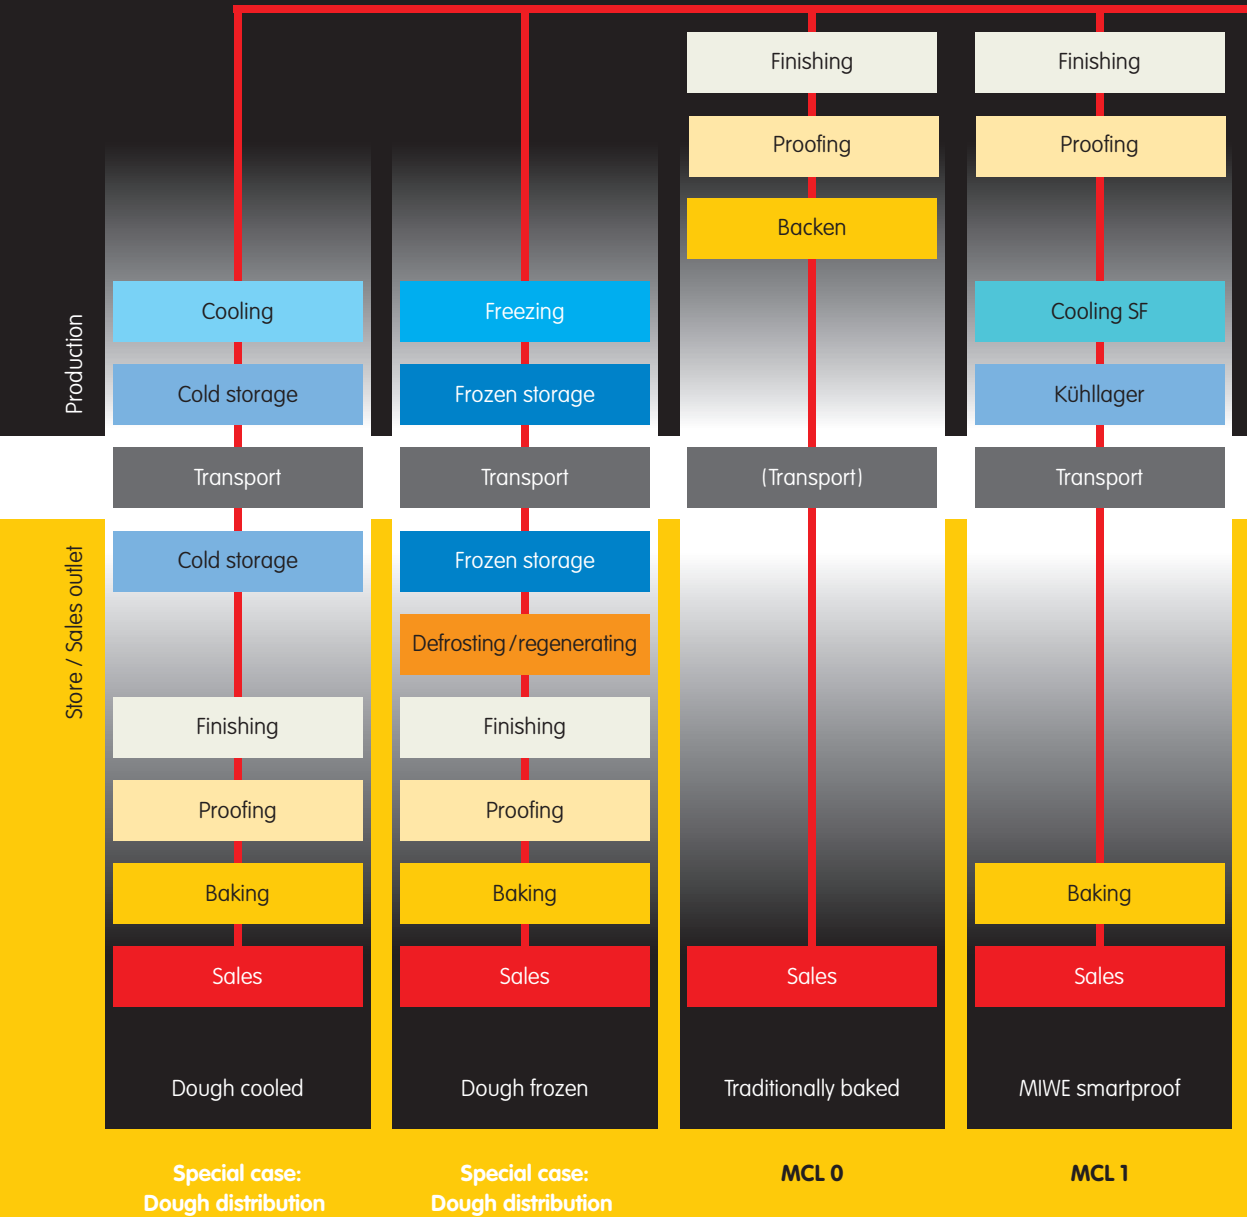 Production
Store / Sales outlet
Cooling
Cold storage
Transport
Cold storage
Finishing
Proofing
Baking
Sales
Dough cooled
Special case:
Dough distribution
Freezing
Frozen storage
Transport
Frozen storage
Defrosting/regenerating
Finishing
Proofing
Baking
Sales
Dough frozen
Special case:
Dough distribution
Finishing
Proofing
Backen
(Transport)
Sales
Traditionally baked
MCL 0
Finishing
Proofing
Cooling SF
Kühllager
Transport
Baking
Sales
MIWE smartproof
MCL 1